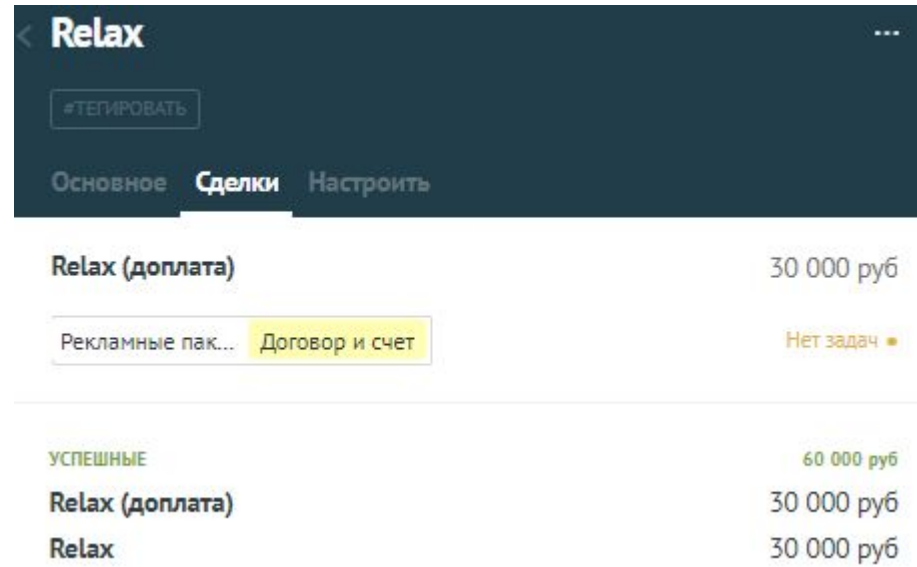 Relax
#ТЕГИРОВАТЬ
Основное Сделки Настроить
Relax (доплата) 30 000 руб
Рекламные пак... Договор и счет Нет задач
УСПЕШНЫЕ 60 000 руб
Relax (доплата) 30 000 руб
Relax 30 000 руб